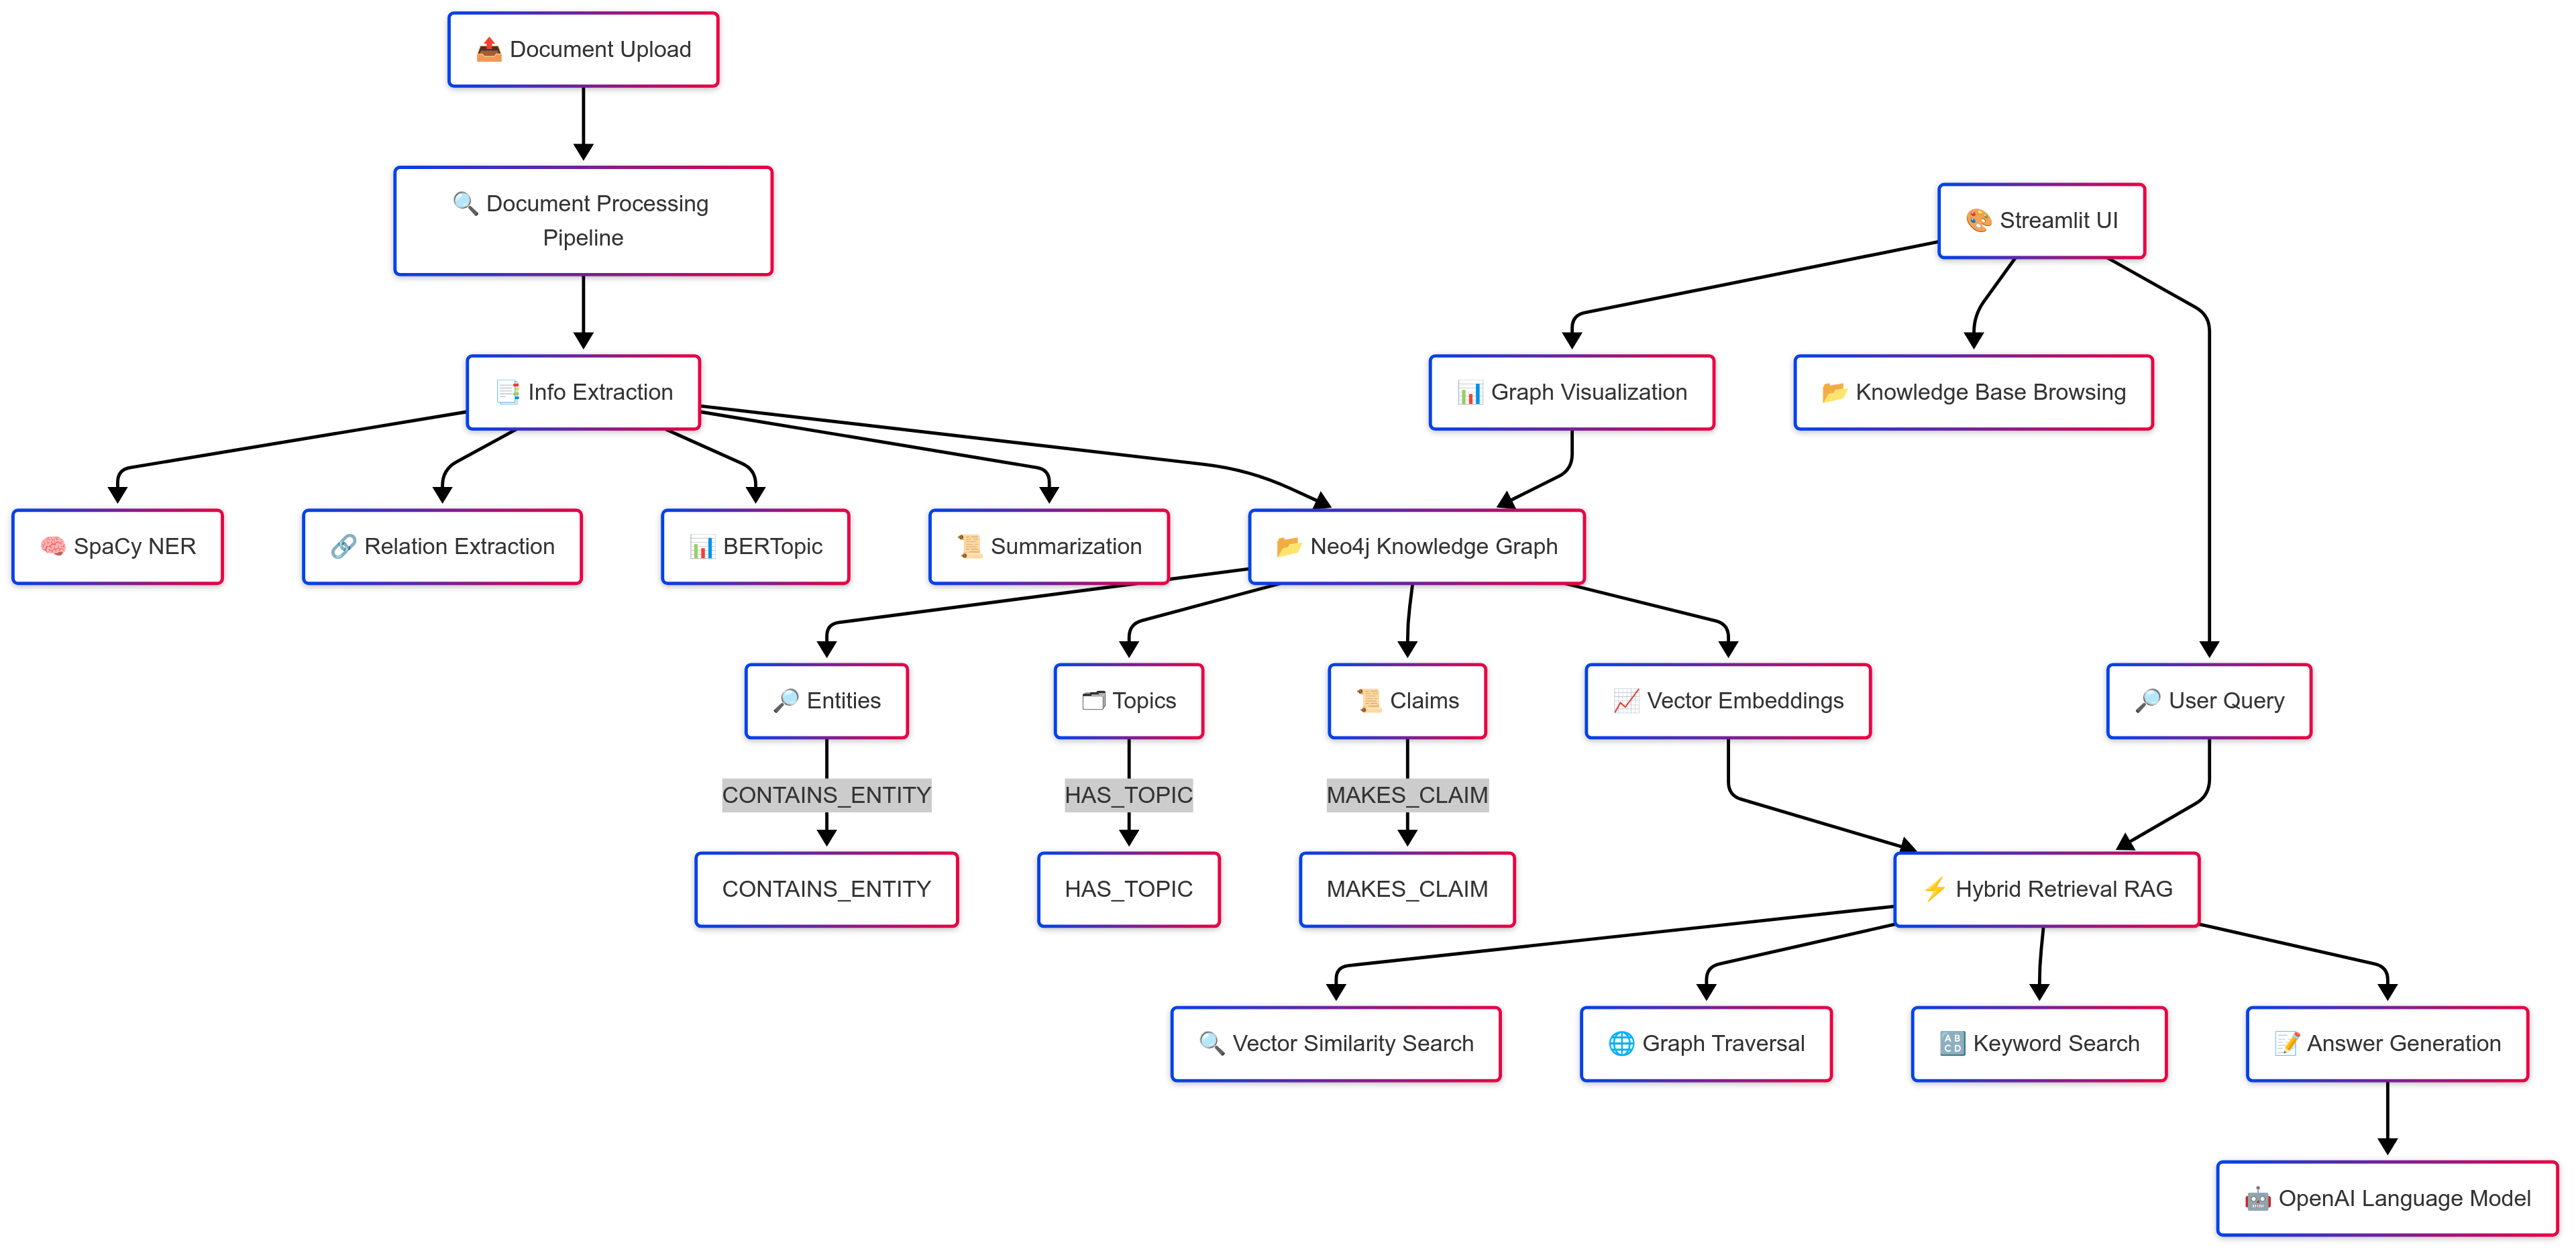 Document Upload
Document Processing
Pipeline
Streamlit UI
Info Extraction
Graph Visualization
Knowledge Base Browsing
SpaCy NER
Relation Extraction
BERTopic
Summarization
Neo4j Knowledge Graph
Entities
Topics
Claims
Vector Embeddings
User Query
CONTAINS_ENTITY
HAS_TOPIC
MAKES_CLAIM
CONTAINS_ENTITY
HAS_TOPIC
MAKES_CLAIM
Hybrid Retrieval RAG
Vector Similarity Search
Graph Traversal
Keyword Search
Answer Generation
OpenAI Language Model